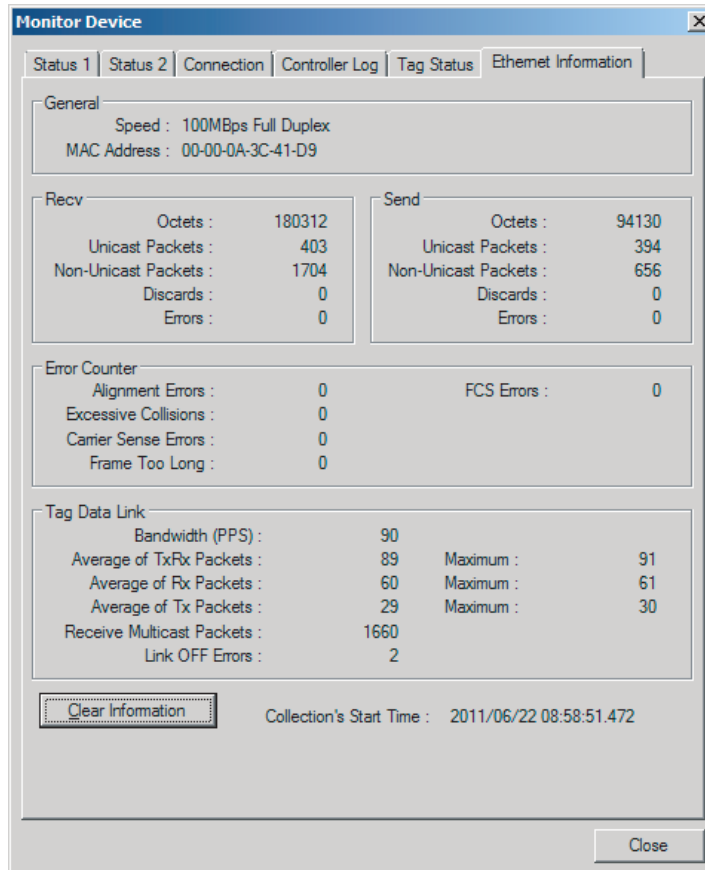 Monitor Device
Status 1 Status 2 Connection Controller Log Tag Status Ethernet Information
General
Speed : 100MBps Full Duplex
MAC Address : 00-00-0A-3C-41-D9
Recv
Octets : 180312
Unicast Packets : 403
Non-Unicast Packets : 1704
Discards : 0
Errors : 0
Send
Octets : 94130
Unicast Packets : 394
Non-Unicast Packets : 656
Discards : 0
Errors : 0
Error Counter
Alignment Errors : 0 FCS Errors : 0
Excessive Collisions : 0
Carrier Sense Errors : 0
Frame Too Long : 0
Tag Data Link
Bandwidth (PPS) : 90
Average of TxRx Packets : 89 Maximum : 91
Average of Rx Packets : 60 Maximum : 61
Average of Tx Packets : 29 Maximum : 30
Receive Multicast Packets : 1660
Link OFF Errors : 2
Clear Information Collection's Start Time : 2011/06/22 08:58:51.472
Close